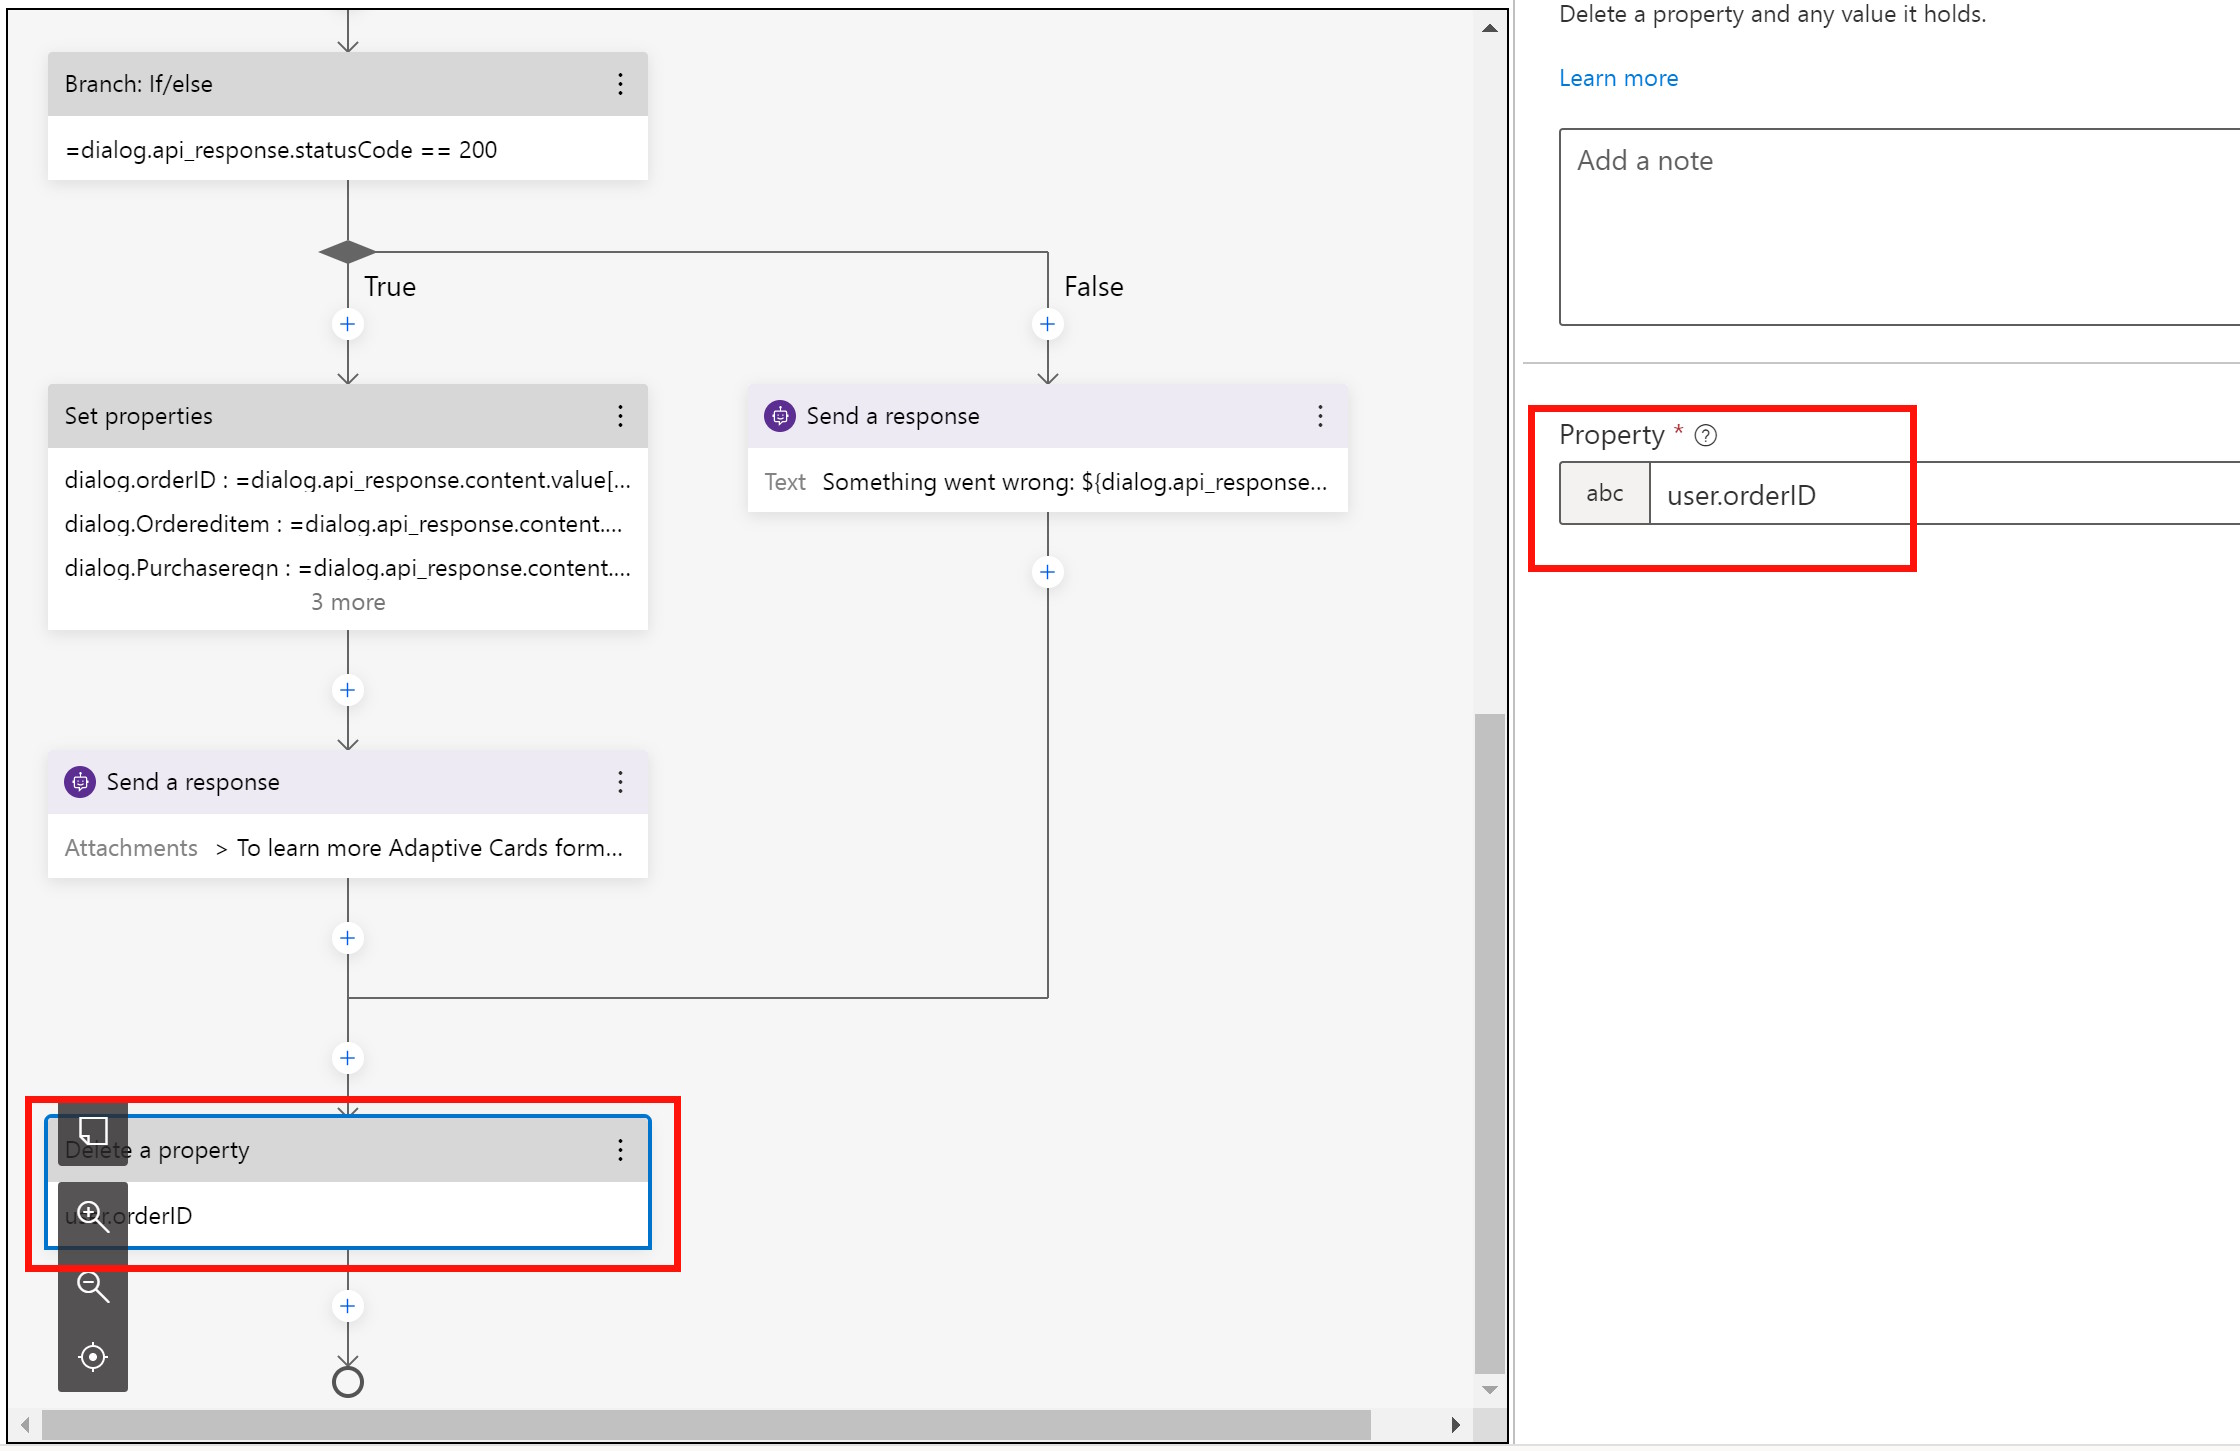 Branch: If/else
=dialog.api_response.statusCode == 200
True
False
Set properties
dialog.orderID : =dialog.api_response.content.value[...
dialog.Ordereditem : =dialog.api_response.content....
dialog.Purchasereqn : =dialog.api_response.content....
3 more
Send a response
Text Something went wrong: ${dialog.api_response...
Send a response
Attachments > To learn more Adaptive Cards form...
Delete a property
user.orderID
Delete a property and any value it holds.
Learn more
Add a note
Property *
abc user.orderID